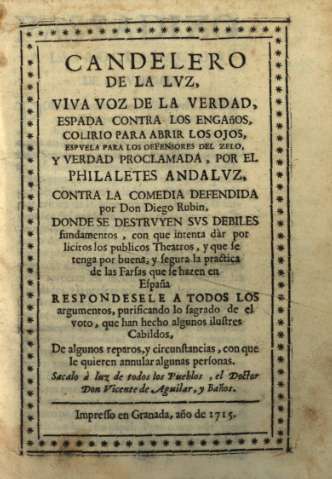 CANDELERO
DE LA LVZ,
VIVA VOZ DE LA VERDAD,
ESPADA CONTRA LOS ENGAñOS,
COLIRIO PARA ABRIR LOS OJOS,
ESPVELA PARA LOS DEFENSORES DEL ZELO,
Y VERDAD PROCLAMADA, POR EL
PHILALETES ANDALVZ,
CONTRA LA COMEDIA DEFENDIDA
por Don Diego Rubin,
DONDE SE DESTRVYEN SVS DEBILES
fundamentos, con que intenta dàr por
licitos los publicos Theatros, y que se
tenga por buena, y segura la practica
de las Farsas que se hazen en
España
RESPONDESELE A TODOS LOS
argumentos, purificando lo sagrado de el
voto, que han hecho algunos ilustres
Cabildos,
De algunos reparos, y circunstancias, con que
le quieren annular algunas personas.
Sacalo à luz de todos los Pueblos, el Doctor
Don Vicente de Aguilar, y Baños.
Impresso en Granada, año de 1715.